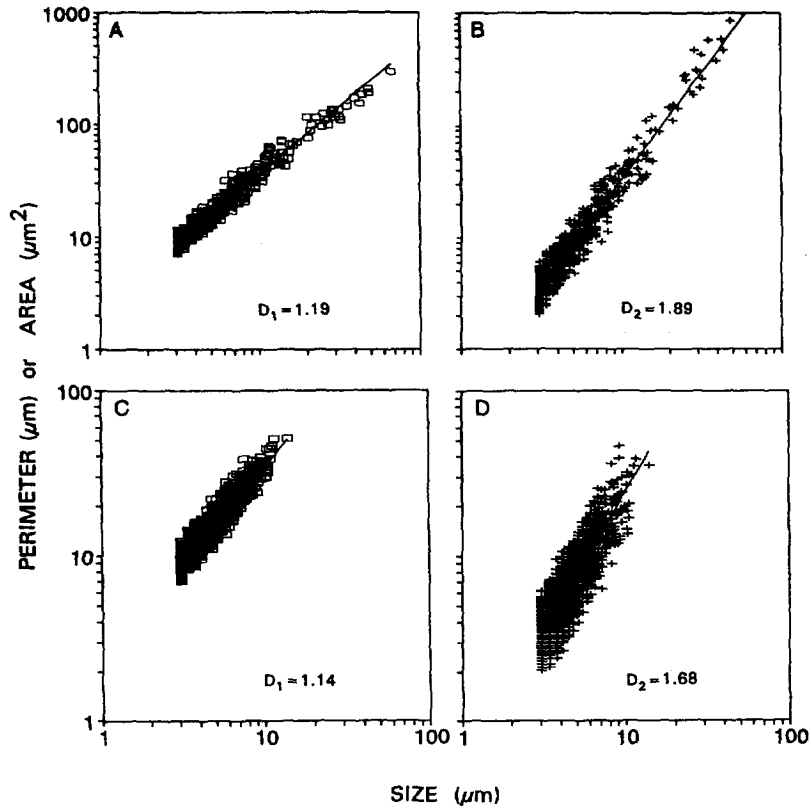 PERIMETER (μm) or AREA (μm²)
1000
100
10
1
A
D₁=1.19
B
D₂=1.89
100
10
1
C
D₁=1.14
D
D₂=1.68
1
10
100
1
10
100
SIZE (μm)